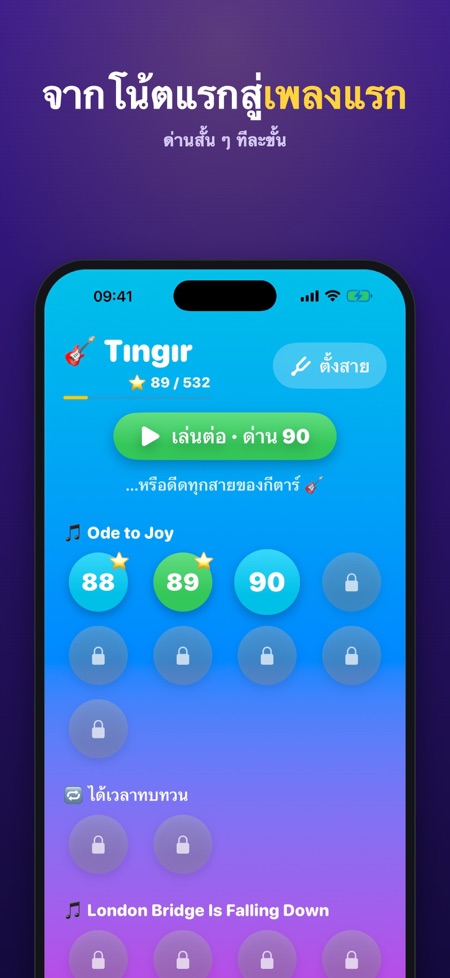 จากโน้ตแรกสู่เพลงแรก
ด่านสั้น ๆ ทีละขั้น
09:41
Tıngır
89 / 532
ตั้งสาย
เล่นต่อ • ด่าน 90
...หรือดีดทุกสายของกีตาร์
Ode to Joy
88 89 90
ได้เวลาทบทวน
London Bridge Is Falling Down